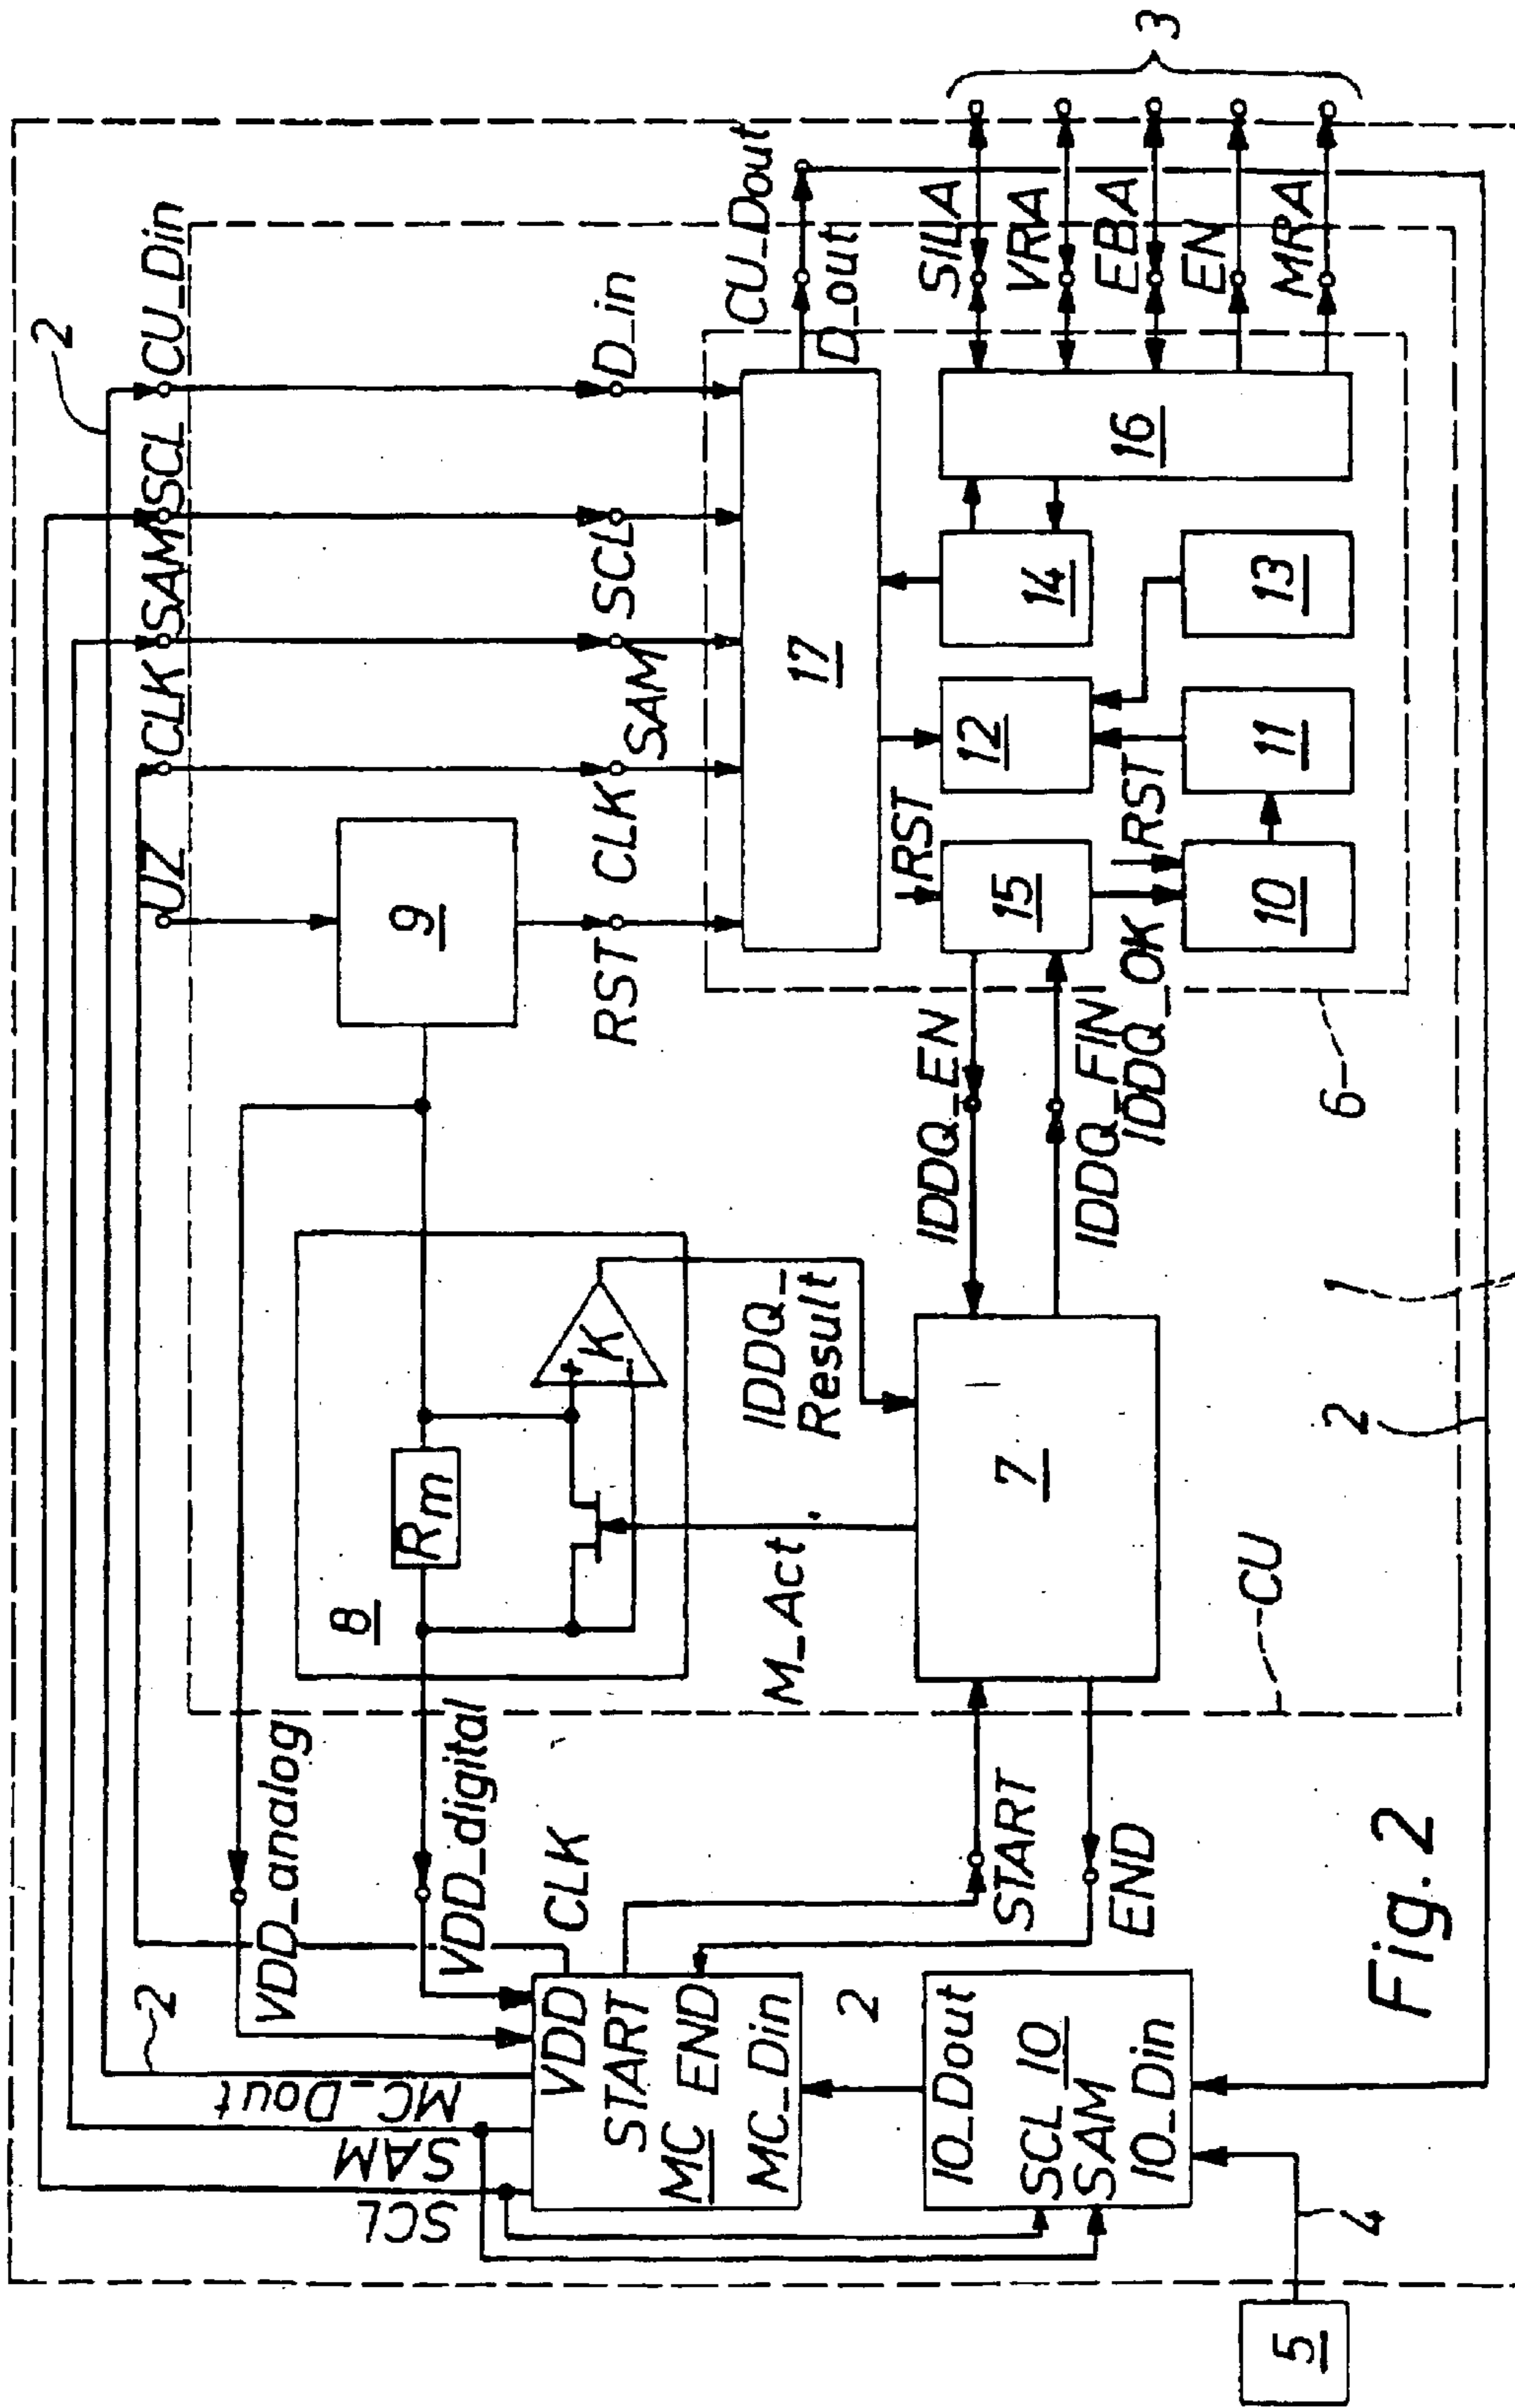 2
CU_Din
SCL
SAM
CLK
UZ
D_in
SCL
SAM
CLK
RST
9
CU_Dout
D_out
3
SILA
VRA
EBA
EN
MRA
17
16
14
13
12
11
15
10
RST
RST
IDDQ_EN
IDDQ_FIN
IDDQ_OK
6
8
Rm
+
K
-
IDDQ_
Result
M_Act
7
CU
1
2
VDD_analog
VDD_digital
CLK
START
END
2
MC_Dout
SAM
SCL
VDD
START
END
MC
MC_Din
2
IO_Dout
SCL IO
SAM
IO_Din
4
5
Fig. 2